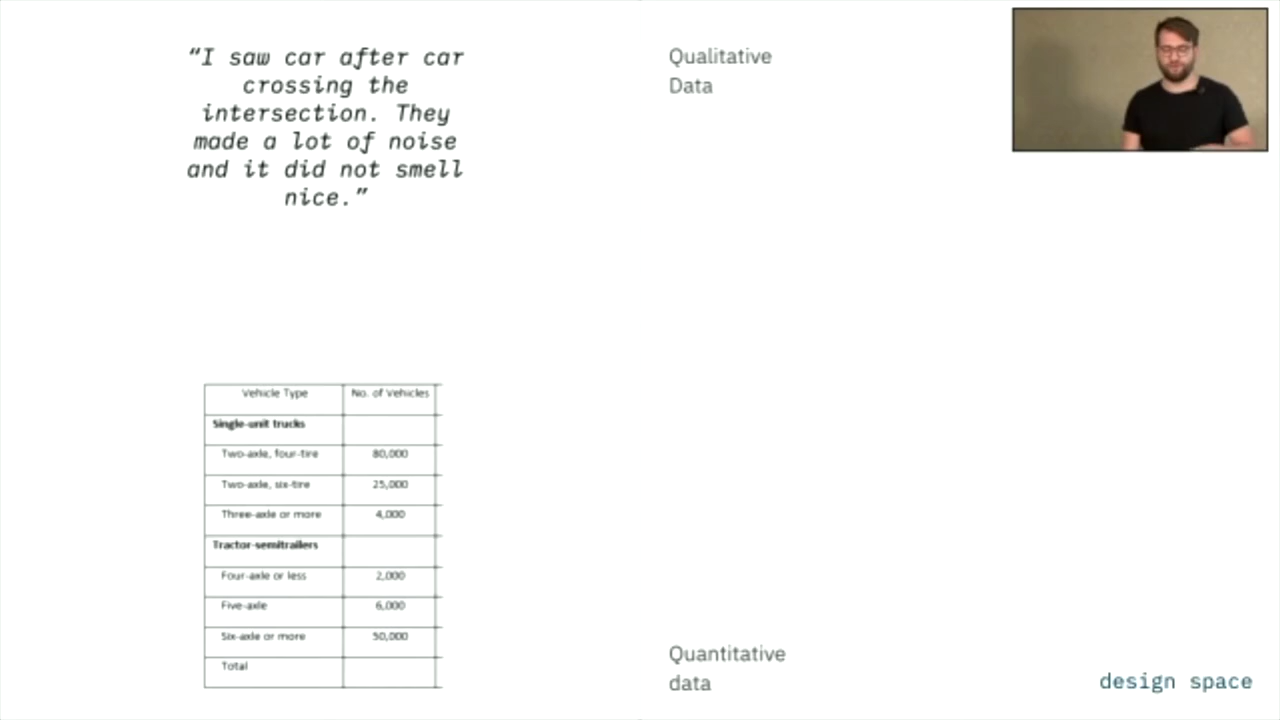 “I saw car after car
crossing the
intersection. They
made a lot of noise
and it did not smell
nice.”
Qualitative
Data
Vehicle Type No. of Vehicles
Single-unit trucks
Two-axle, four-tire 80,000
Two-axle, six-tire 25,000
Three-axle or more 4,000
Tractor-semitrailers
Four-axle or less 2,000
Five-axle 6,000
Six-axle or more 50,000
Total
Quantitative
data
design space